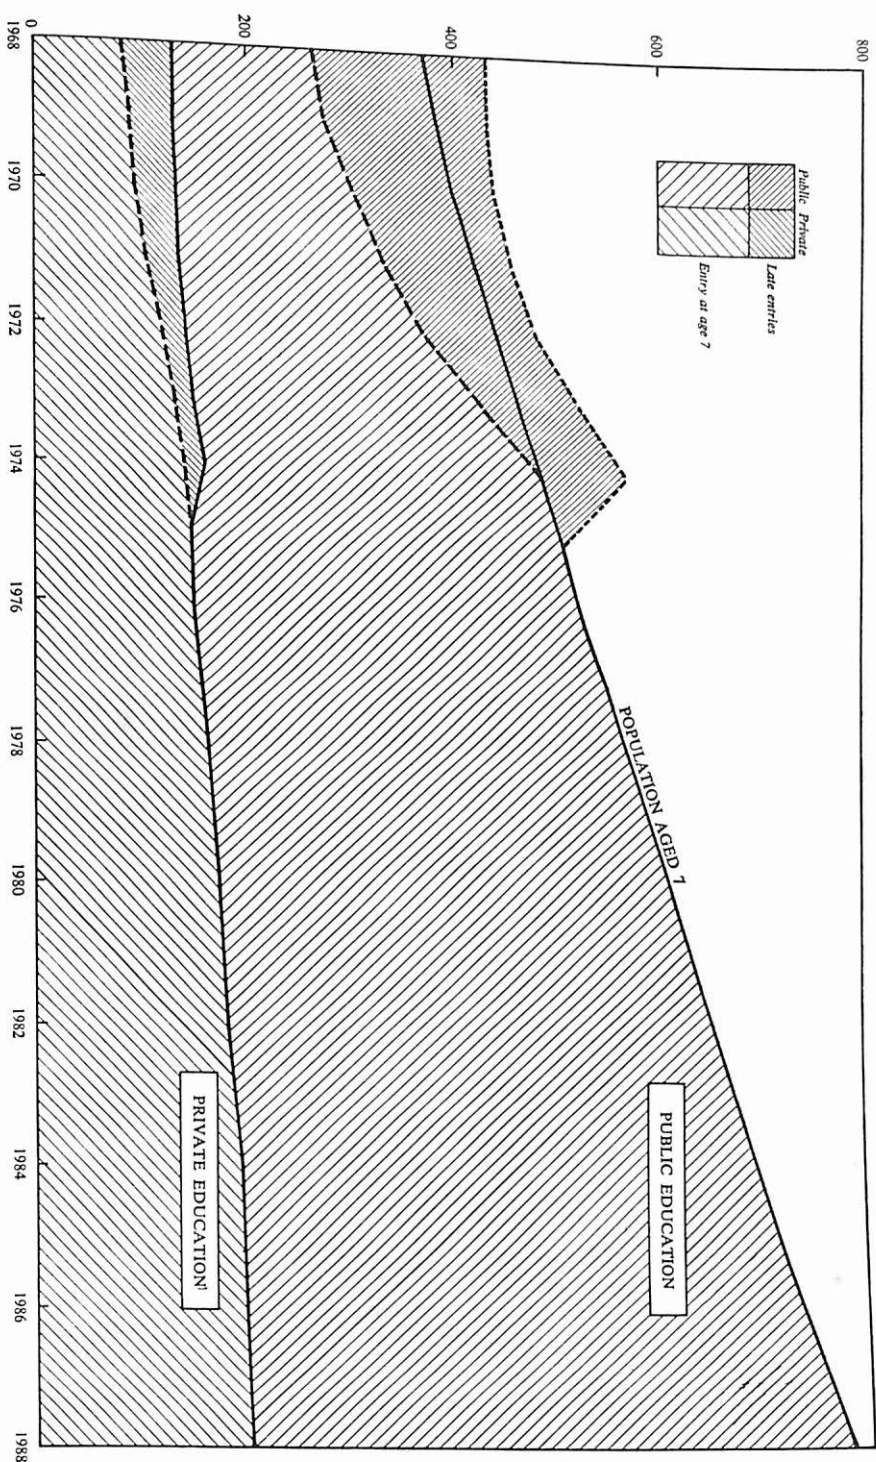 800
600
400
200
0
Public Private
Late entries
Entry at age 7
POPULATION AGED 7
PUBLIC EDUCATION
PRIVATE EDUCATION
1968
1970
1972
1974
1976
1978
1980
1982
1984
1986
1988